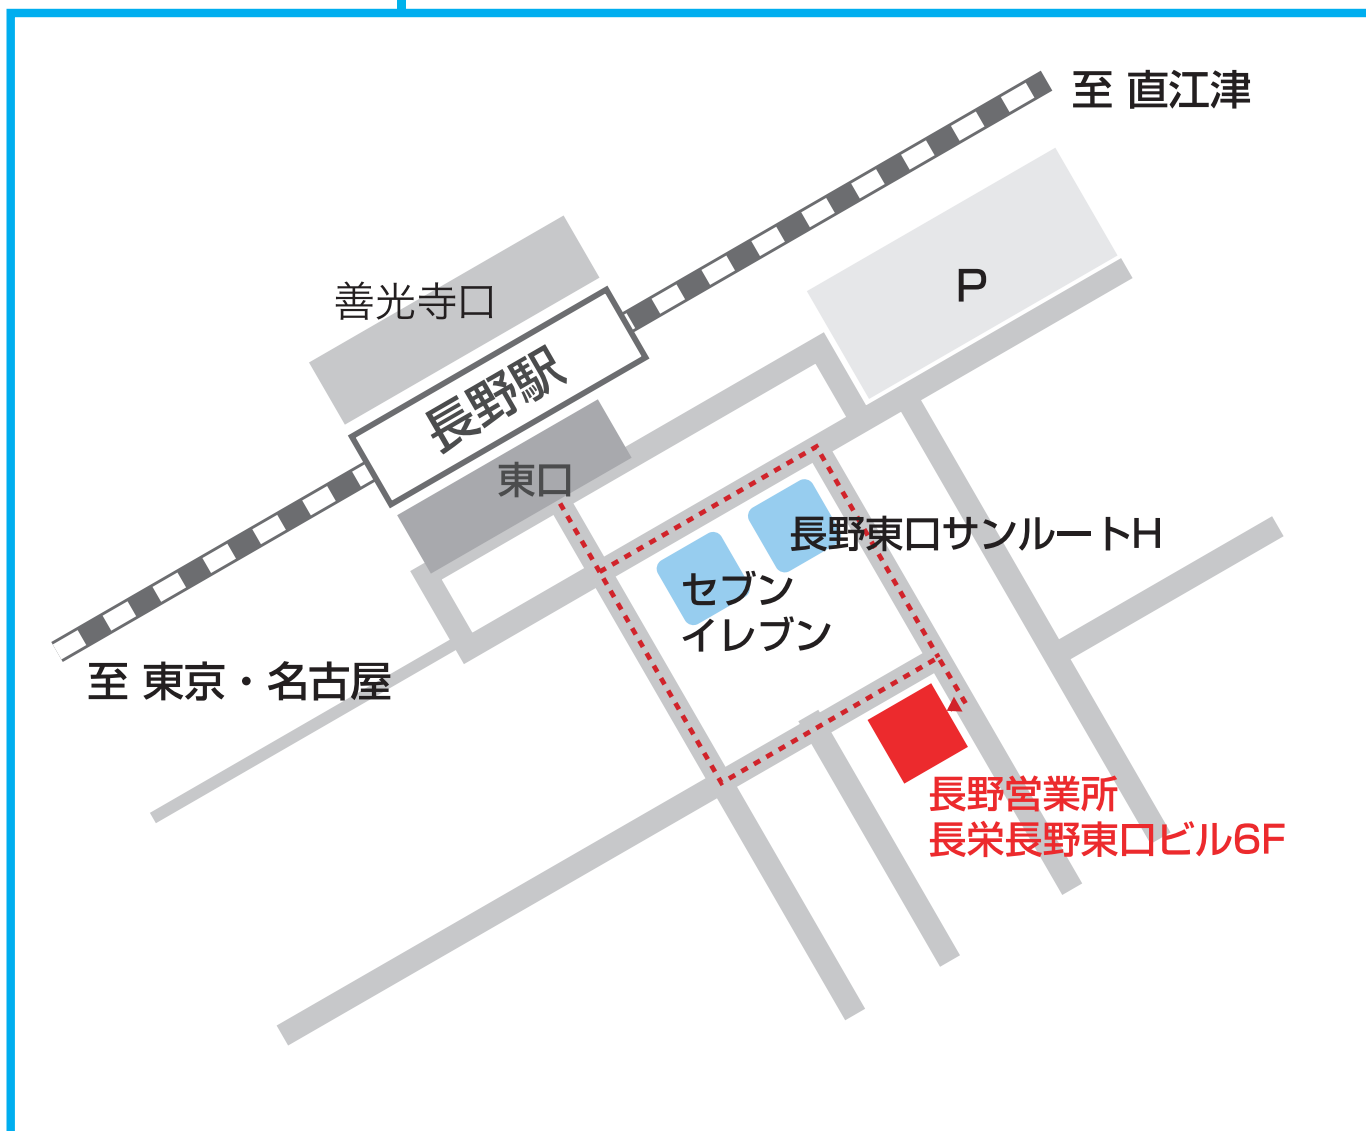 至 直江津
P
善光寺口
長野駅
東口
長野東口サンルートH
セブン
イレブン
至 東京・名古屋
長野営業所
長栄長野東口ビル6F